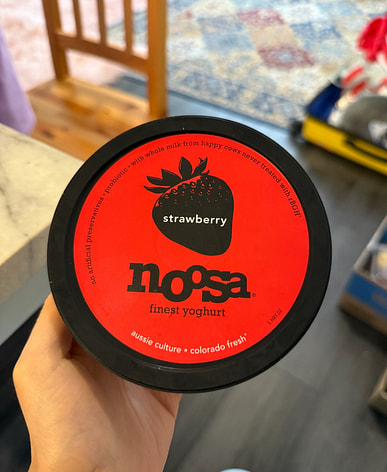 no artificial preservatives • probiotic • with whole milk from happy cows never treated with rBGH*
strawberry
noosa®
finest yoghurt
aussie culture • colorado fresh™